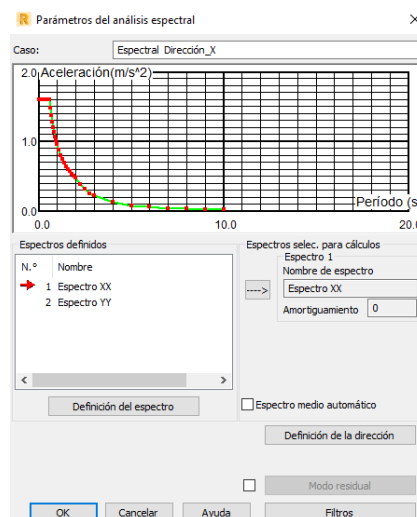 Parámetros del análisis espectral
Caso:
Espectral Dirección_X
2.0 Aceleración(m/s^2)
1.0
0.0
Período (s
0.0 10.0 20.0
Espectros definidos
N.º Nombre
1 Espectro XX
2 Espectro YY
Definición del espectro
Espectros selec. para cálculos
Espectro 1
Nombre de espectro
---->
Espectro XX
Amortiguamiento 0
Espectro medio automático
Definición de la dirección
Modo residual
OK Cancelar Ayuda Filtros